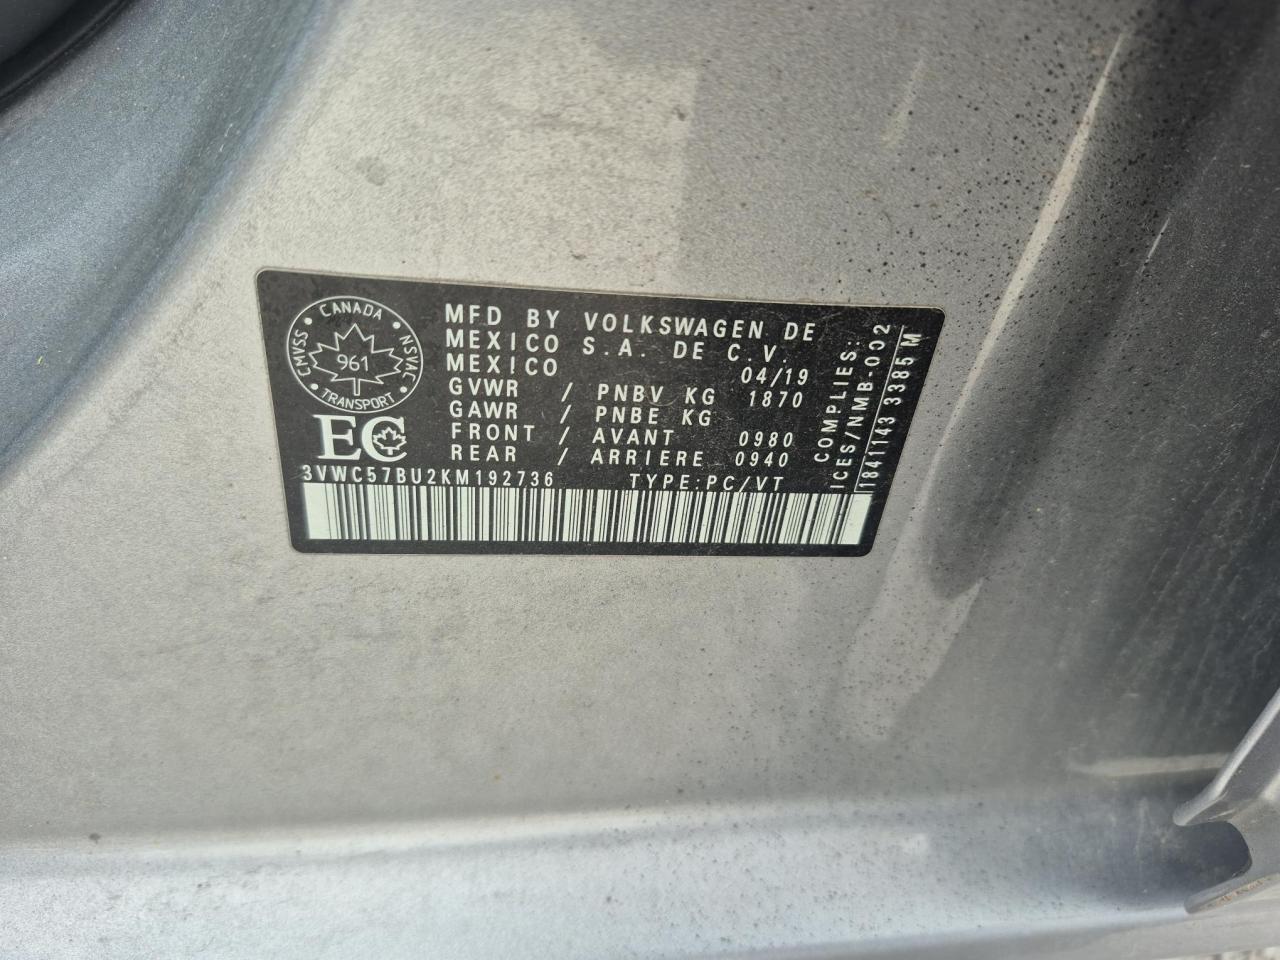 CANADA
CMVSS
NSVAC
961
TRANSPORT
EC
MFD BY VOLKSWAGEN DE
MEXICO S.A. DE C.V.
MEXICO 04/19
GVWR / PNBV KG 1870
GAWR / PNBE KG
FRONT / AVANT 0980
REAR / ARRIERE 0940
3VWC57BU2KM192736 TYPE:PC/VT
COMPLIES:
ICES/NMB-002
1841143 3385 M